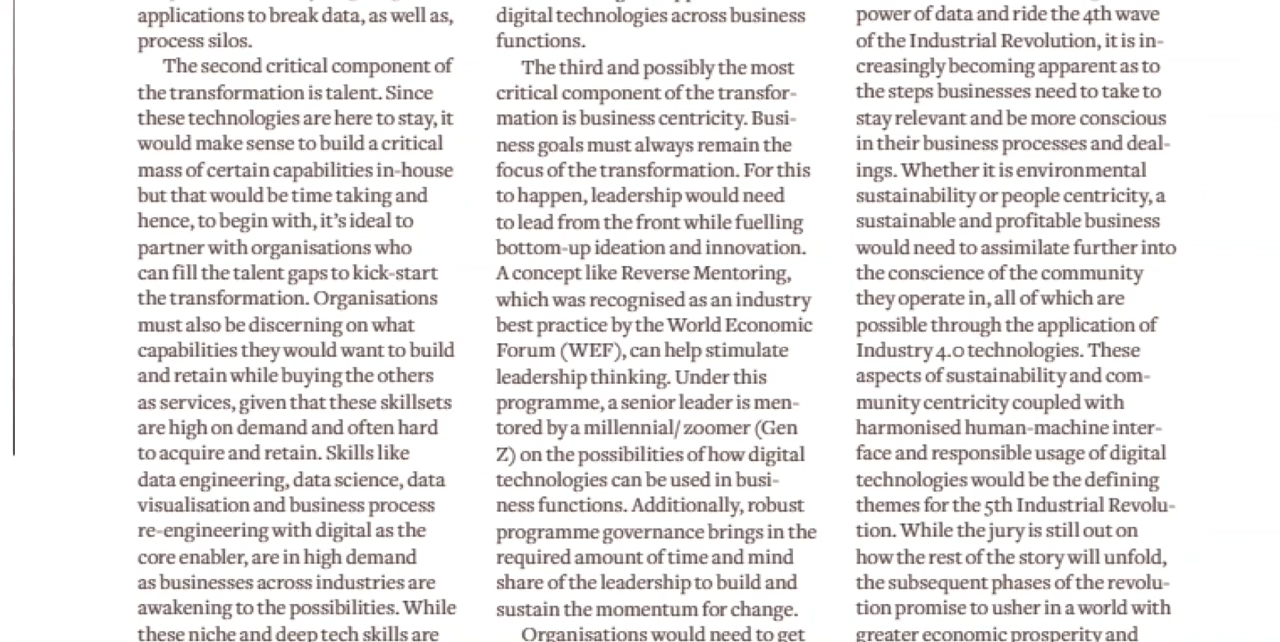 applications to break data, as well as,
process silos.
The second critical component of
the transformation is talent. Since
these technologies are here to stay, it
would make sense to build a critical
mass of certain capabilities in-house
but that would be time taking and
hence, to begin with, it's ideal to
partner with organisations who
can fill the talent gaps to kick-start
the transformation. Organisations
must also be discerning on what
capabilities they would want to build
and retain while buying the others
as services, given that these skillsets
are high on demand and often hard
to acquire and retain. Skills like
data engineering, data science, data
visualisation and business process
re-engineering with digital as the
core enabler, are in high demand
as businesses across industries are
awakening to the possibilities. While
these niche and deep tech skills are
digital technologies across business
functions.
The third and possibly the most
critical component of the transfor-
mation is business centricity. Busi-
ness goals must always remain the
focus of the transformation. For this
to happen, leadership would need
to lead from the front while fuelling
bottom-up ideation and innovation.
A concept like Reverse Mentoring,
which was recognised as an industry
best practice by the World Economic
Forum (WEF), can help stimulate
leadership thinking. Under this
programme, a senior leader is men-
tored by a millennial/ zoomer (Gen
Z) on the possibilities of how digital
technologies can be used in busi-
ness functions. Additionally, robust
programme governance brings in the
required amount of time and mind
share of the leadership to build and
sustain the momentum for change.
Organisations would need to get
power of data and ride the 4th wave
of the Industrial Revolution, it is in-
creasingly becoming apparent as to
the steps businesses need to take to
stay relevant and be more conscious
in their business processes and deal-
ings. Whether it is environmental
sustainability or people centricity, a
sustainable and profitable business
would need to assimilate further into
the conscience of the community
they operate in, all of which are
possible through the application of
Industry 4.0 technologies. These
aspects of sustainability and com-
munity centricity coupled with
harmonised human-machine inter-
face and responsible usage of digital
technologies would be the defining
themes for the 5th Industrial Revolu-
tion. While the jury is still out on
how the rest of the story will unfold,
the subsequent phases of the revolu-
tion promise to usher in a world with
greater economic prosperity and